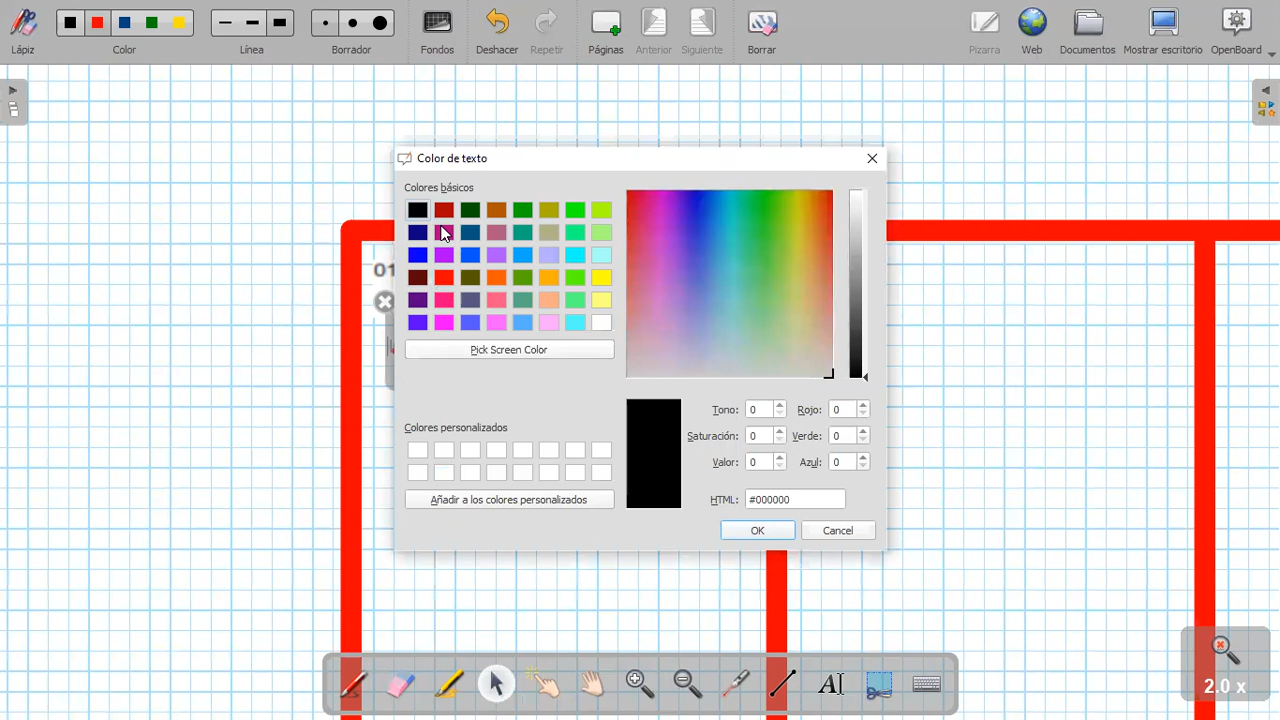 Lápiz
Color
Línea
Borrador
Fondos
Deshacer
Repetir
Páginas
Anterior
Siguiente
Borrar
Pizarra
Web
Documentos
Mostrar escritorio
OpenBoard
Color de texto
Colores básicos
01
Pick Screen Color
Colores personalizados
Añadir a los colores personalizados
Tono: 0 Rojo: 0
Saturación: 0 Verde: 0
Valor: 0 Azul: 0
HTML: #000000
OK Cancel
AI
2.0 x